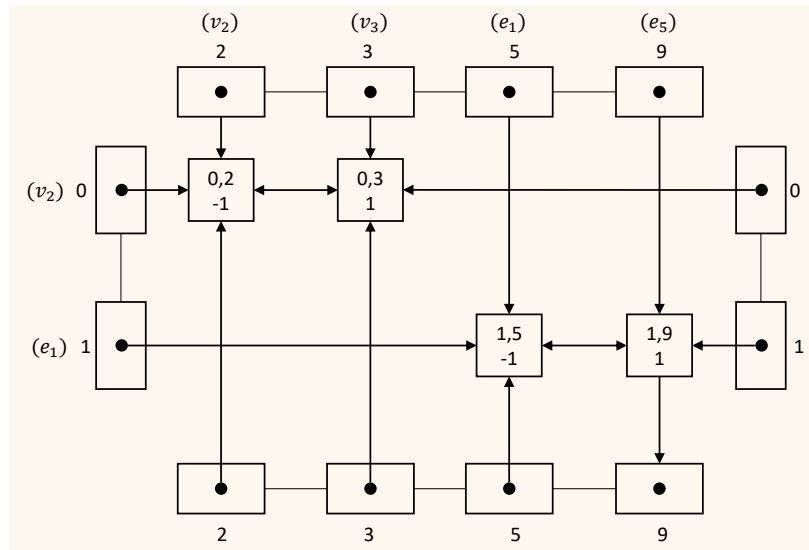 (v₂) (v₃) (e₁) (e₅)
2 3 5 9
(v₂) 0 0,2 0,3 0
-1 1
(e₁) 1 1,5 1,9 1
-1 1
2 3 5 9